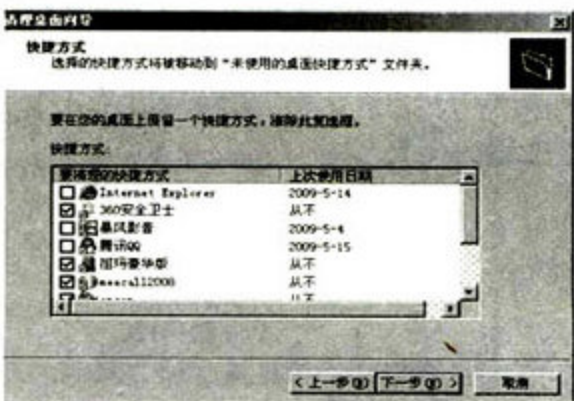 清理桌面向导
快捷方式
选择的快捷方式将被移动到“未使用的桌面快捷方式”文件夹。
要在您的桌面上保留一个快捷方式，清除此复选框。
快捷方式:
要清理的快捷方式 上次使用日期
Internet Explorer 2009-5-14
360安全卫士 从不
暴风影音 2009-5-4
腾讯QQ 2009-5-15
祖玛豪华版 从不
从不
从不
< 上一步(B) 下一步(N) > 取消